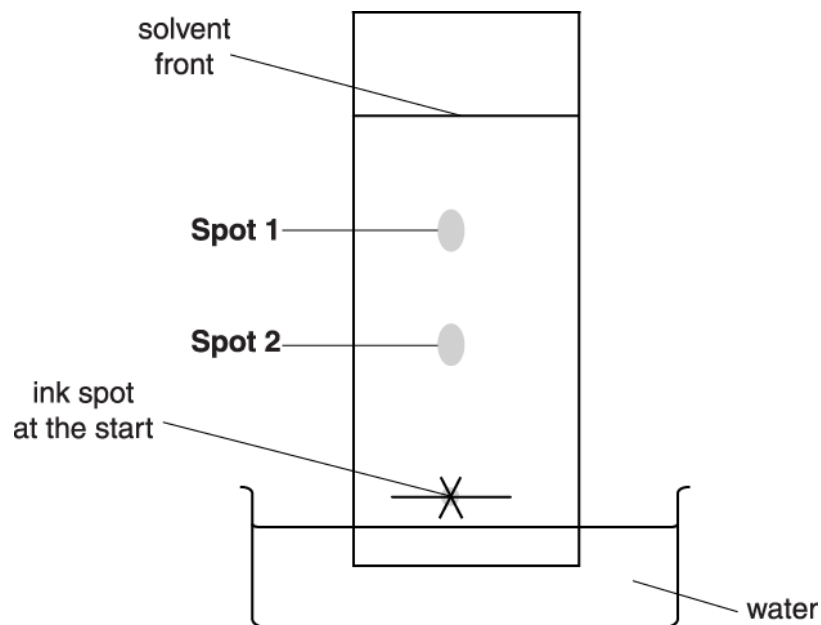 solvent
front
Spot 1
Spot 2
ink spot
at the start
water